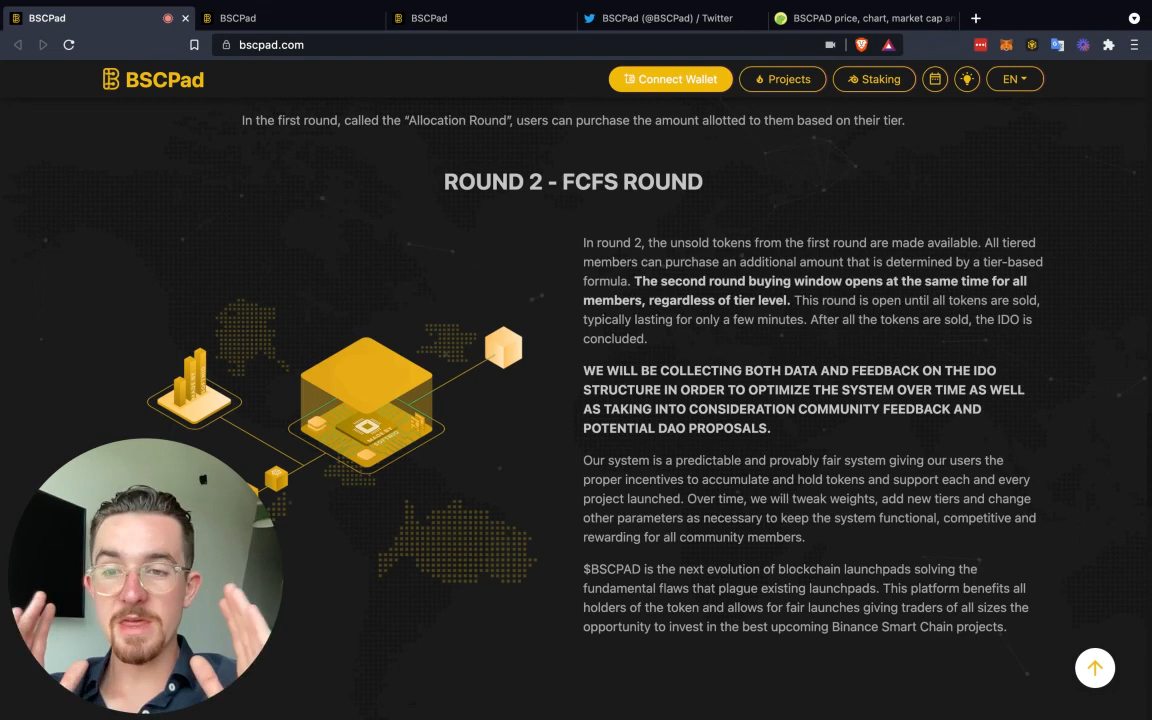 BSCPad
BSCPad
BSCPad
BSCPad (@BSCPad) / Twitter
BSCPAD price, chart, market cap an
bscpad.com
BSCPad
Connect Wallet
Projects
Staking
EN
In the first round, called the “Allocation Round”, users can purchase the amount allotted to them based on their tier.
ROUND 2 - FCFS ROUND
In round 2, the unsold tokens from the first round are made available. All tiered
members can purchase an additional amount that is determined by a tier-based
formula. The second round buying window opens at the same time for all
members, regardless of tier level. This round is open until all tokens are sold,
typically lasting for only a few minutes. After all the tokens are sold, the IDO is
concluded.
WE WILL BE COLLECTING BOTH DATA AND FEEDBACK ON THE IDO
STRUCTURE IN ORDER TO OPTIMIZE THE SYSTEM OVER TIME AS WELL
AS TAKING INTO CONSIDERATION COMMUNITY FEEDBACK AND
POTENTIAL DAO PROPOSALS.
Our system is a predictable and provably fair system giving our users the
proper incentives to accumulate and hold tokens and support each and every
project launched. Over time, we will tweak weights, add new tiers and change
other parameters as necessary to keep the system functional, competitive and
rewarding for all community members.
$BSCPAD is the next evolution of blockchain launchpads solving the
fundamental flaws that plague existing launchpads. This platform benefits all
holders of the token and allows for fair launches giving traders of all sizes the
opportunity to invest in the best upcoming Binance Smart Chain projects.
MADE BY